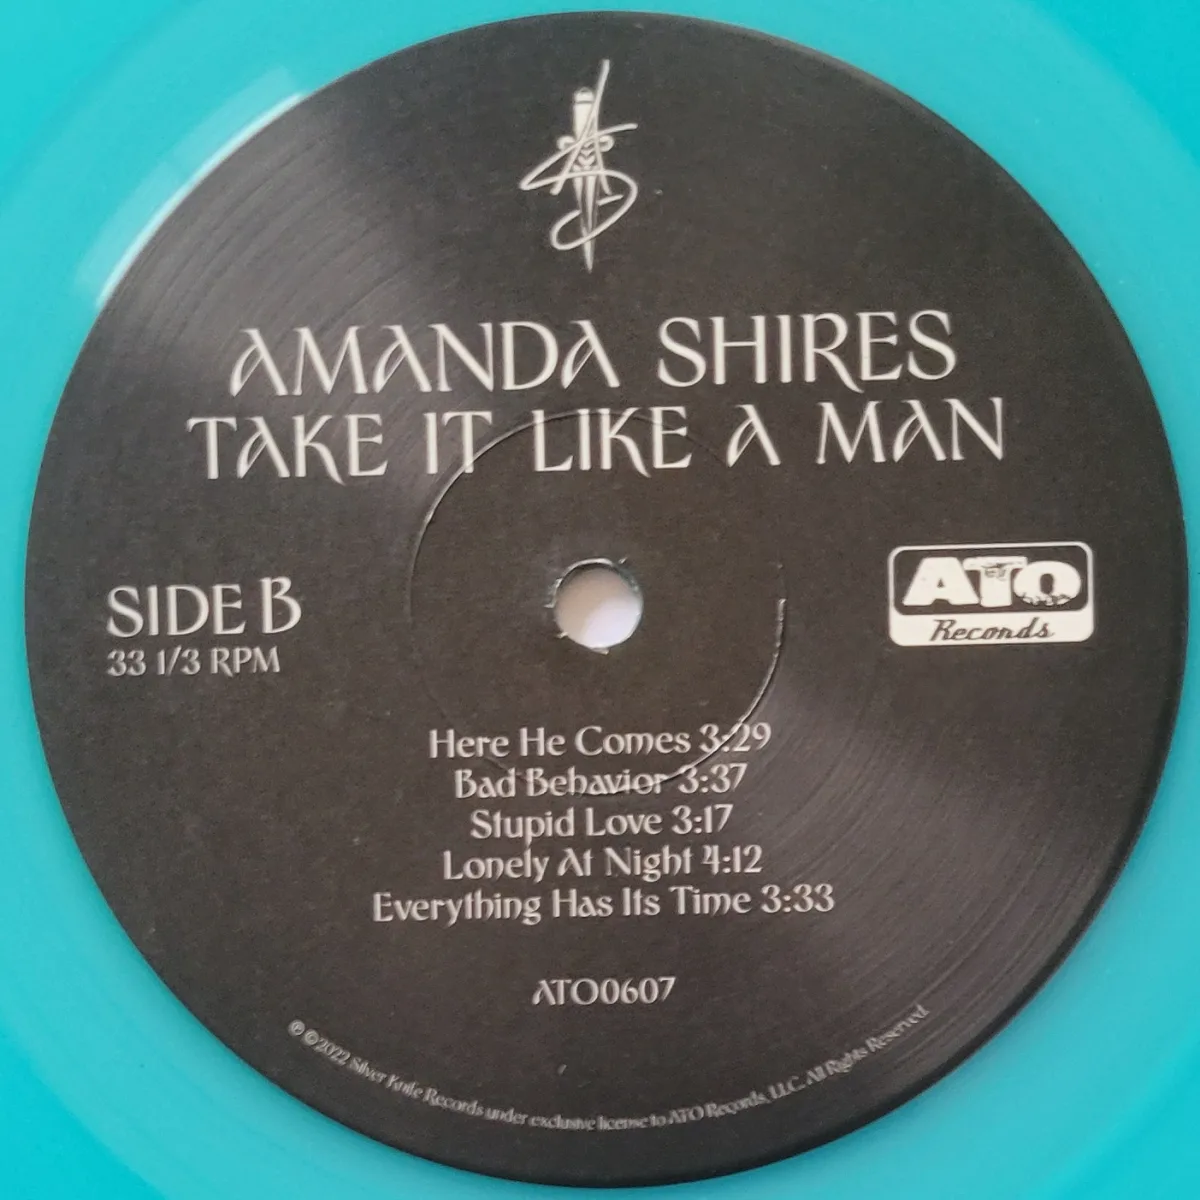 AS
AMANDA SHIRES
TAKE IT LIKE A MAN
SIDE B
33 1/3 RPM
ATO
Records
Here He Comes 3:29
Bad Behavior 3:37
Stupid Love 3:17
Lonely At Night 4:12
Everything Has Its Time 3:33
ATO0607
℗ © 2022 Silver Knife Records under exclusive license to ATO Records, LLC. All Rights Reserved.